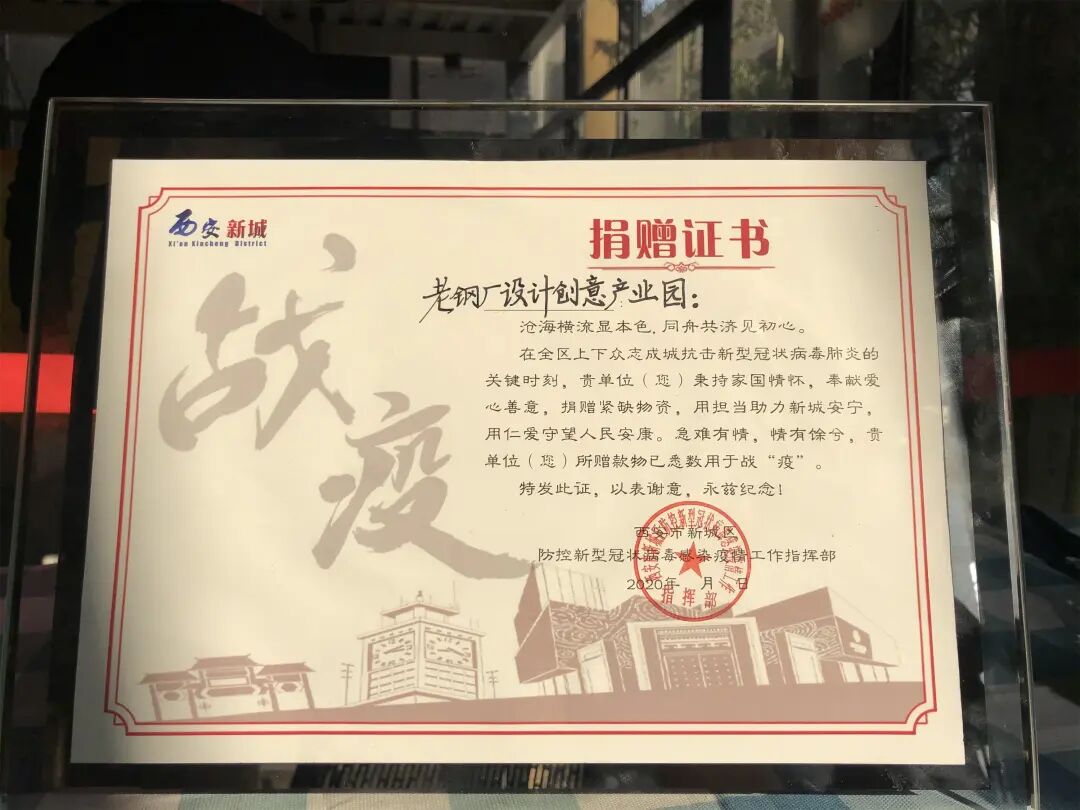 西安新城
Xi'an Xincheng District
捐赠证书
战疫
老钢厂设计创意产业园：
沧海横流显本色，同舟共济见初心。
在全区上下众志成城抗击新型冠状病毒肺炎的
关键时刻，贵单位（您）秉持家国情怀，奉献爱
心善意，捐赠紧缺物资，用担当助力新城安宁，
用仁爱守望人民安康。急难有情，情有馀兮，贵
单位（您）所赠款物已悉数用于战“疫”。
特发此证，以表谢意，永兹纪念！
西安市新城区
防控新型冠状病毒感染疫情工作指挥部
2020年 月 日
指挥部